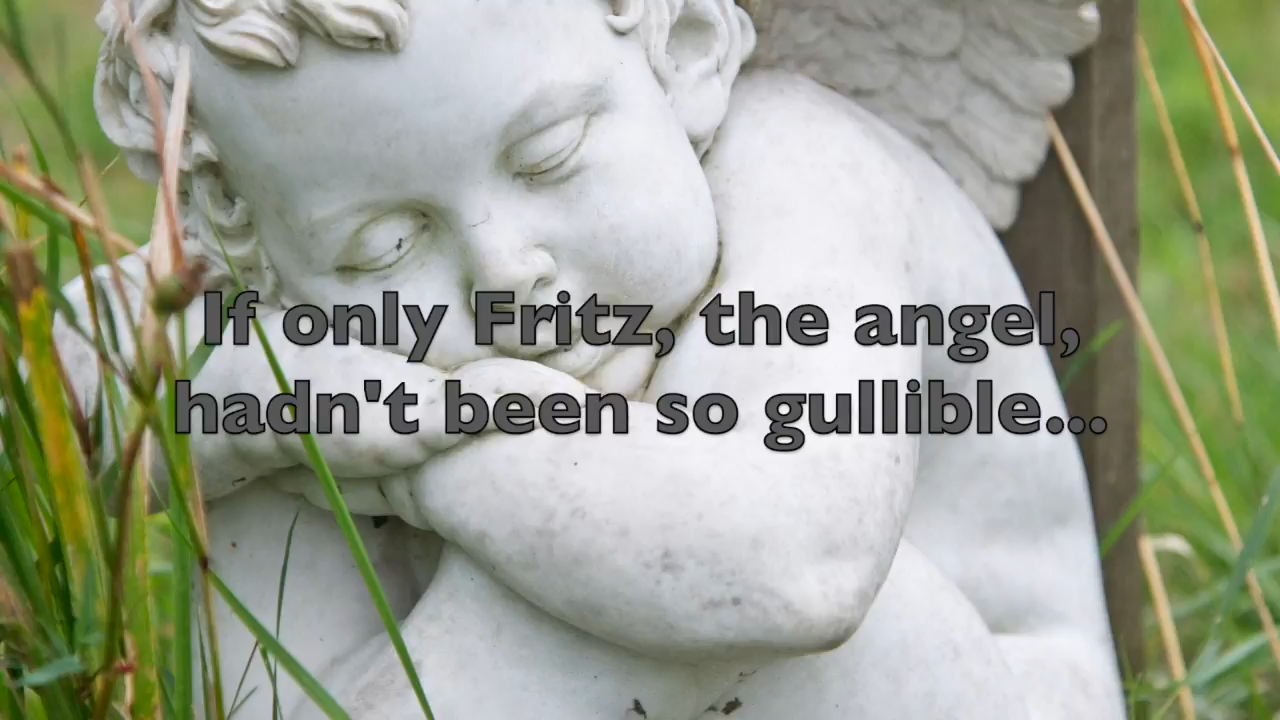 If only Fritz, the angel,
hadn't been so gullible...